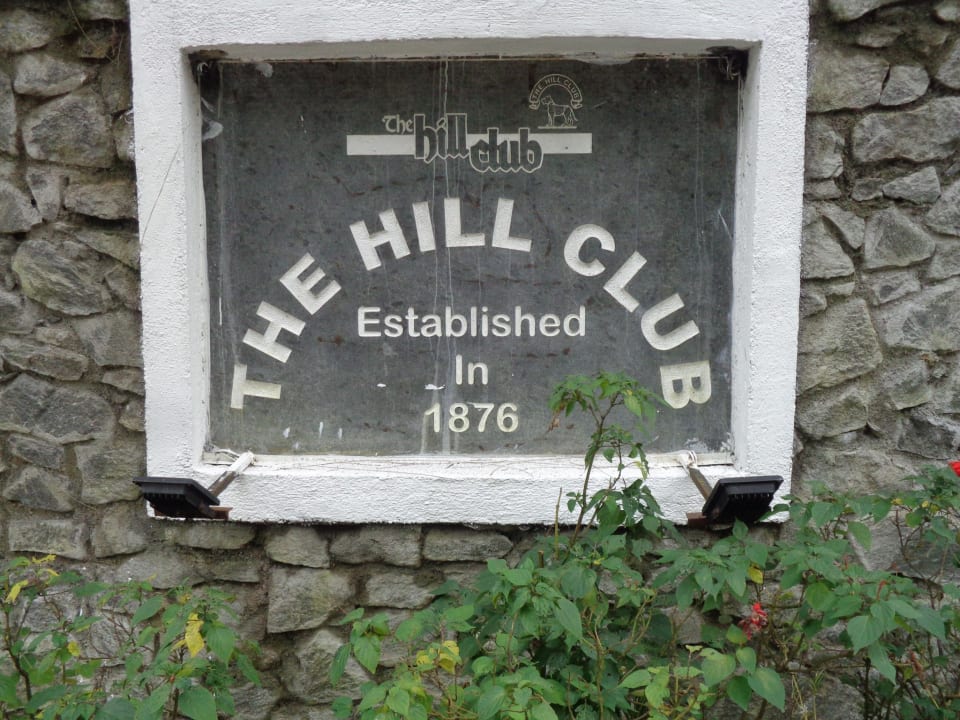 THE HILL CLUB
The hill club
THE HILL CLUB
Established
In
1876